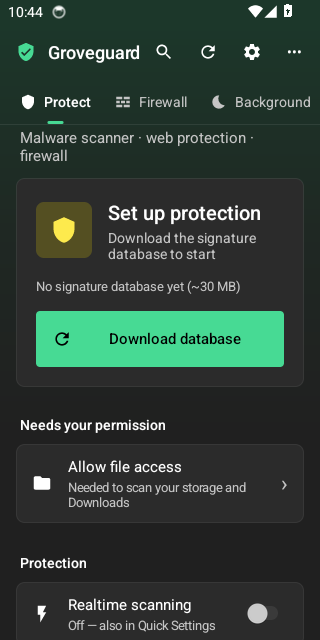 10:44
Groveguard
Protect
Firewall
Background
Malware scanner · web protection ·
firewall
Set up protection
Download the signature
database to start
No signature database yet (~30 MB)
Download database
Needs your permission
Allow file access
Needed to scan your storage and
Downloads
Protection
Realtime scanning
Off — also in Quick Settings